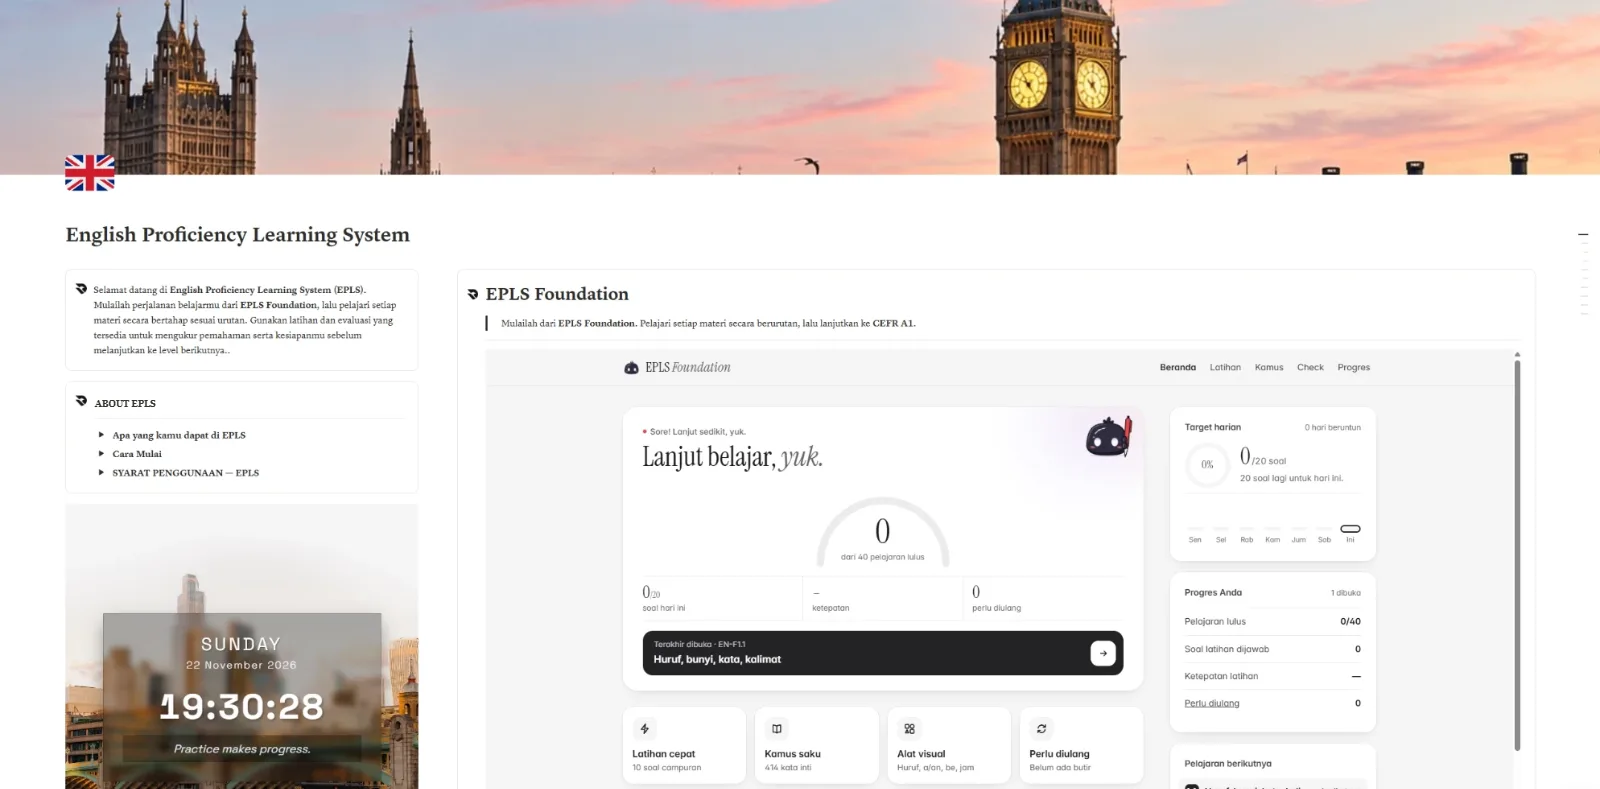 English Proficiency Learning System
Selamat datang di English Proficiency Learning System (EPLS).
Mulailah perjalanan belajarmu dari EPLS Foundation, lalu pelajari setiap
materi secara bertahap sesuai urutan. Gunakan latihan dan evaluasi yang
tersedia untuk mengukur pemahaman serta kesiapanmu sebelum
melanjutkan ke level berikutnya..
ABOUT EPLS
Apa yang kamu dapat di EPLS
Cara Mulai
SYARAT PENGGUNAAN — EPLS
SUNDAY
22 November 2026
19:30:28
Practice makes progress.
EPLS Foundation
Mulailah dari EPLS Foundation. Pelajari setiap materi secara berurutan, lalu lanjutkan ke CEFR A1.
EPLS Foundation
Beranda Latihan Kamus Check Progres
Sore! Lanjut sedikit, yuk.
Lanjut belajar, yuk.
0
dari 40 pelajaran lulus
0/20
soal hari ini
–
ketepatan
0
perlu diulang
Terakhir dibuka · EN-F1.1
Huruf, bunyi, kata, kalimat
Latihan cepat
10 soal campuran
Kamus saku
414 kata inti
Alat visual
Huruf, a/an, be, jam
Perlu diulang
Belum ada butir
Target harian 0 hari beruntun
0%
0/20 soal
20 soal lagi untuk hari ini.
Sen Sel Rab Kam Jum Sab Ini
Progres Anda 1 dibuka
Pelajaran lulus 0/40
Soal latihan dijawab 0
Ketepatan latihan —
Perlu diulang 0
Pelajaran berikutnya